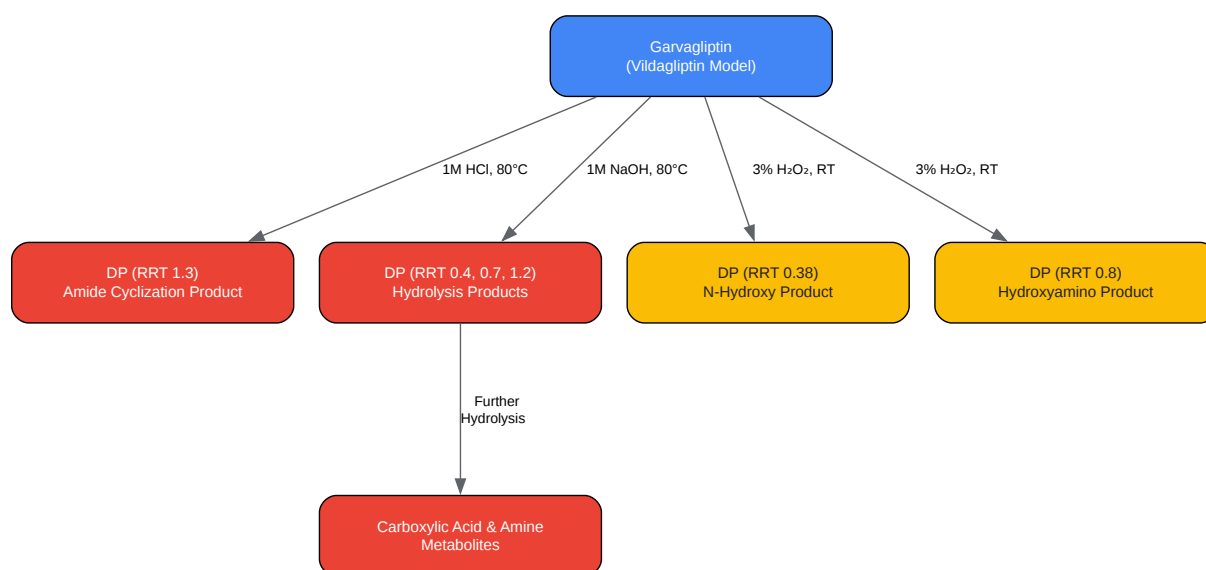 Garvagliptin
(Vildagliptin Model)
1M HCl, 80°C
1M NaOH, 80°C
3% H₂O₂, RT
3% H₂O₂, RT
DP (RRT 1.3)
Amide Cyclization Product
DP (RRT 0.4, 0.7, 1.2)
Hydrolysis Products
DP (RRT 0.38)
N-Hydroxy Product
DP (RRT 0.8)
Hydroxyamino Product
Further
Hydrolysis
Carboxylic Acid & Amine
Metabolites